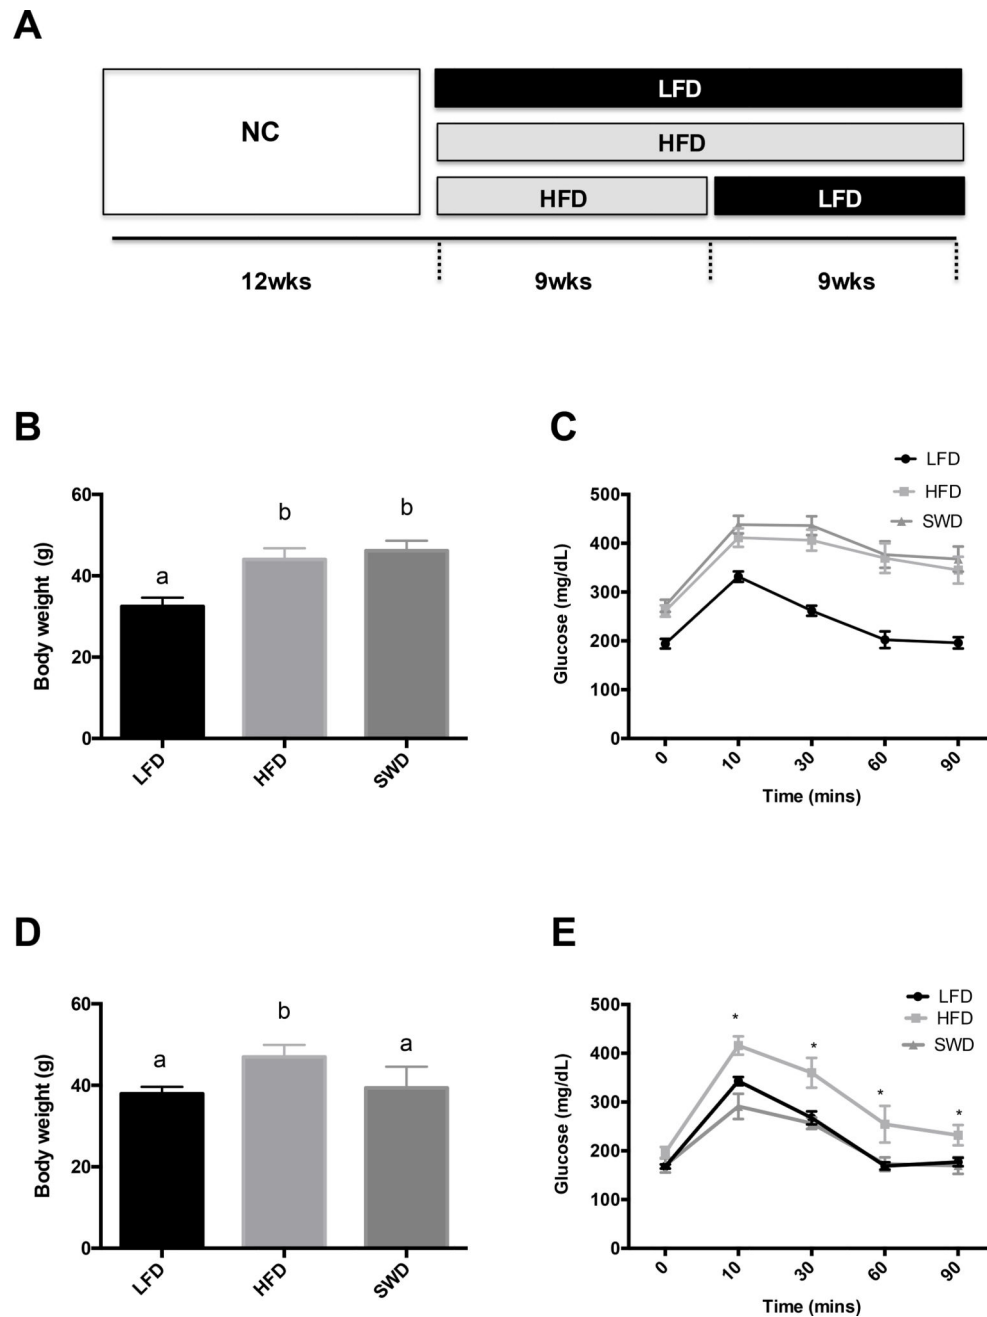 A
NC
LFD
HFD
HFD LFD
12wks 9wks 9wks
B
Body weight (g)
60
40
20
0
a b b
LFD HFD SWD
C
LFD
HFD
SWD
Glucose (mg/dL)
500
400
300
200
100
0
0 10 30 60 90
Time (mins)
D
Body weight (g)
60
40
20
0
a b a
LFD HFD SWD
E
LFD
HFD
SWD
Glucose (mg/dL)
500
400
300
200
100
0
* * * *
0 10 30 60 90
Time (mins)